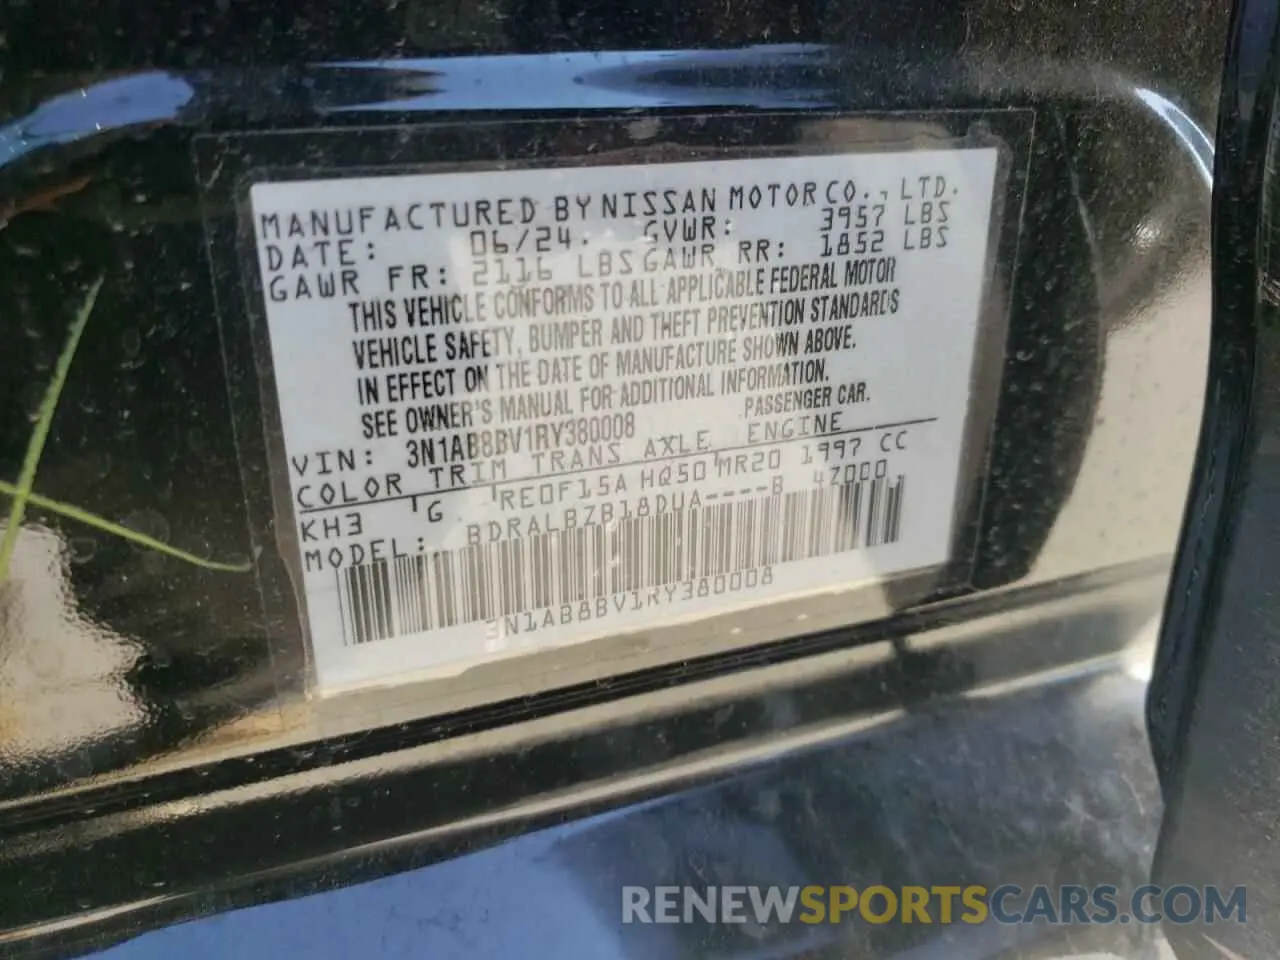 MANUFACTURED BY NISSAN MOTOR CO., LTD.
DATE: 06/24. GVWR: 3957 LBS
GAWR FR: 2116 LBS GAWR RR: 1852 LBS
THIS VEHICLE CONFORMS TO ALL APPLICABLE FEDERAL MOTOR
VEHICLE SAFETY, BUMPER AND THEFT PREVENTION STANDARDS
IN EFFECT ON THE DATE OF MANUFACTURE SHOWN ABOVE.
SEE OWNER'S MANUAL FOR ADDITIONAL INFORMATION.
VIN: 3N1AB8BV1RY380008 PASSENGER CAR.
COLOR TRIM TRANS AXLE ENGINE
KH3 G RE0F15A HQ50 MR20 1997 CC
MODEL: BDRALBZB18DUA----B 4Z000
3N1AB8BV1RY380008
RENEWSPORTSCARS.COM